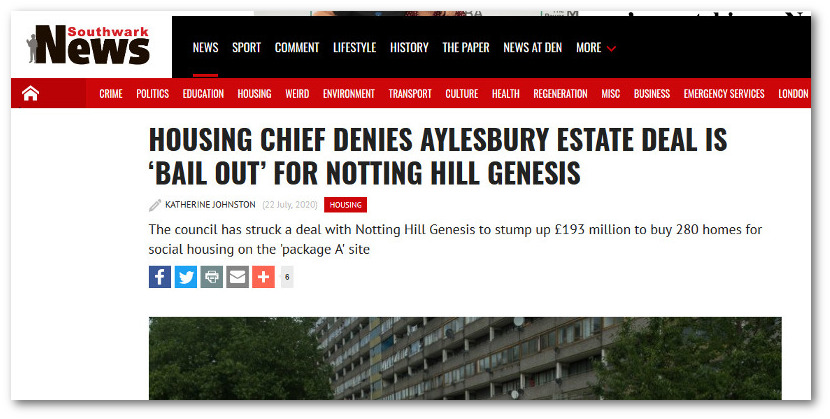 Southwark
News
NEWS SPORT COMMENT LIFESTYLE HISTORY THE PAPER NEWS AT DEN MORE
CRIME POLITICS EDUCATION HOUSING WEIRD ENVIRONMENT TRANSPORT CULTURE HEALTH REGENERATION MISC BUSINESS EMERGENCY SERVICES LONDON
HOUSING CHIEF DENIES AYLESBURY ESTATE DEAL IS
‘BAIL OUT’ FOR NOTTING HILL GENESIS
KATHERINE JOHNSTON (22 July, 2020) HOUSING
The council has struck a deal with Notting Hill Genesis to stump up £193 million to buy 280 homes for
social housing on the 'package A' site
6